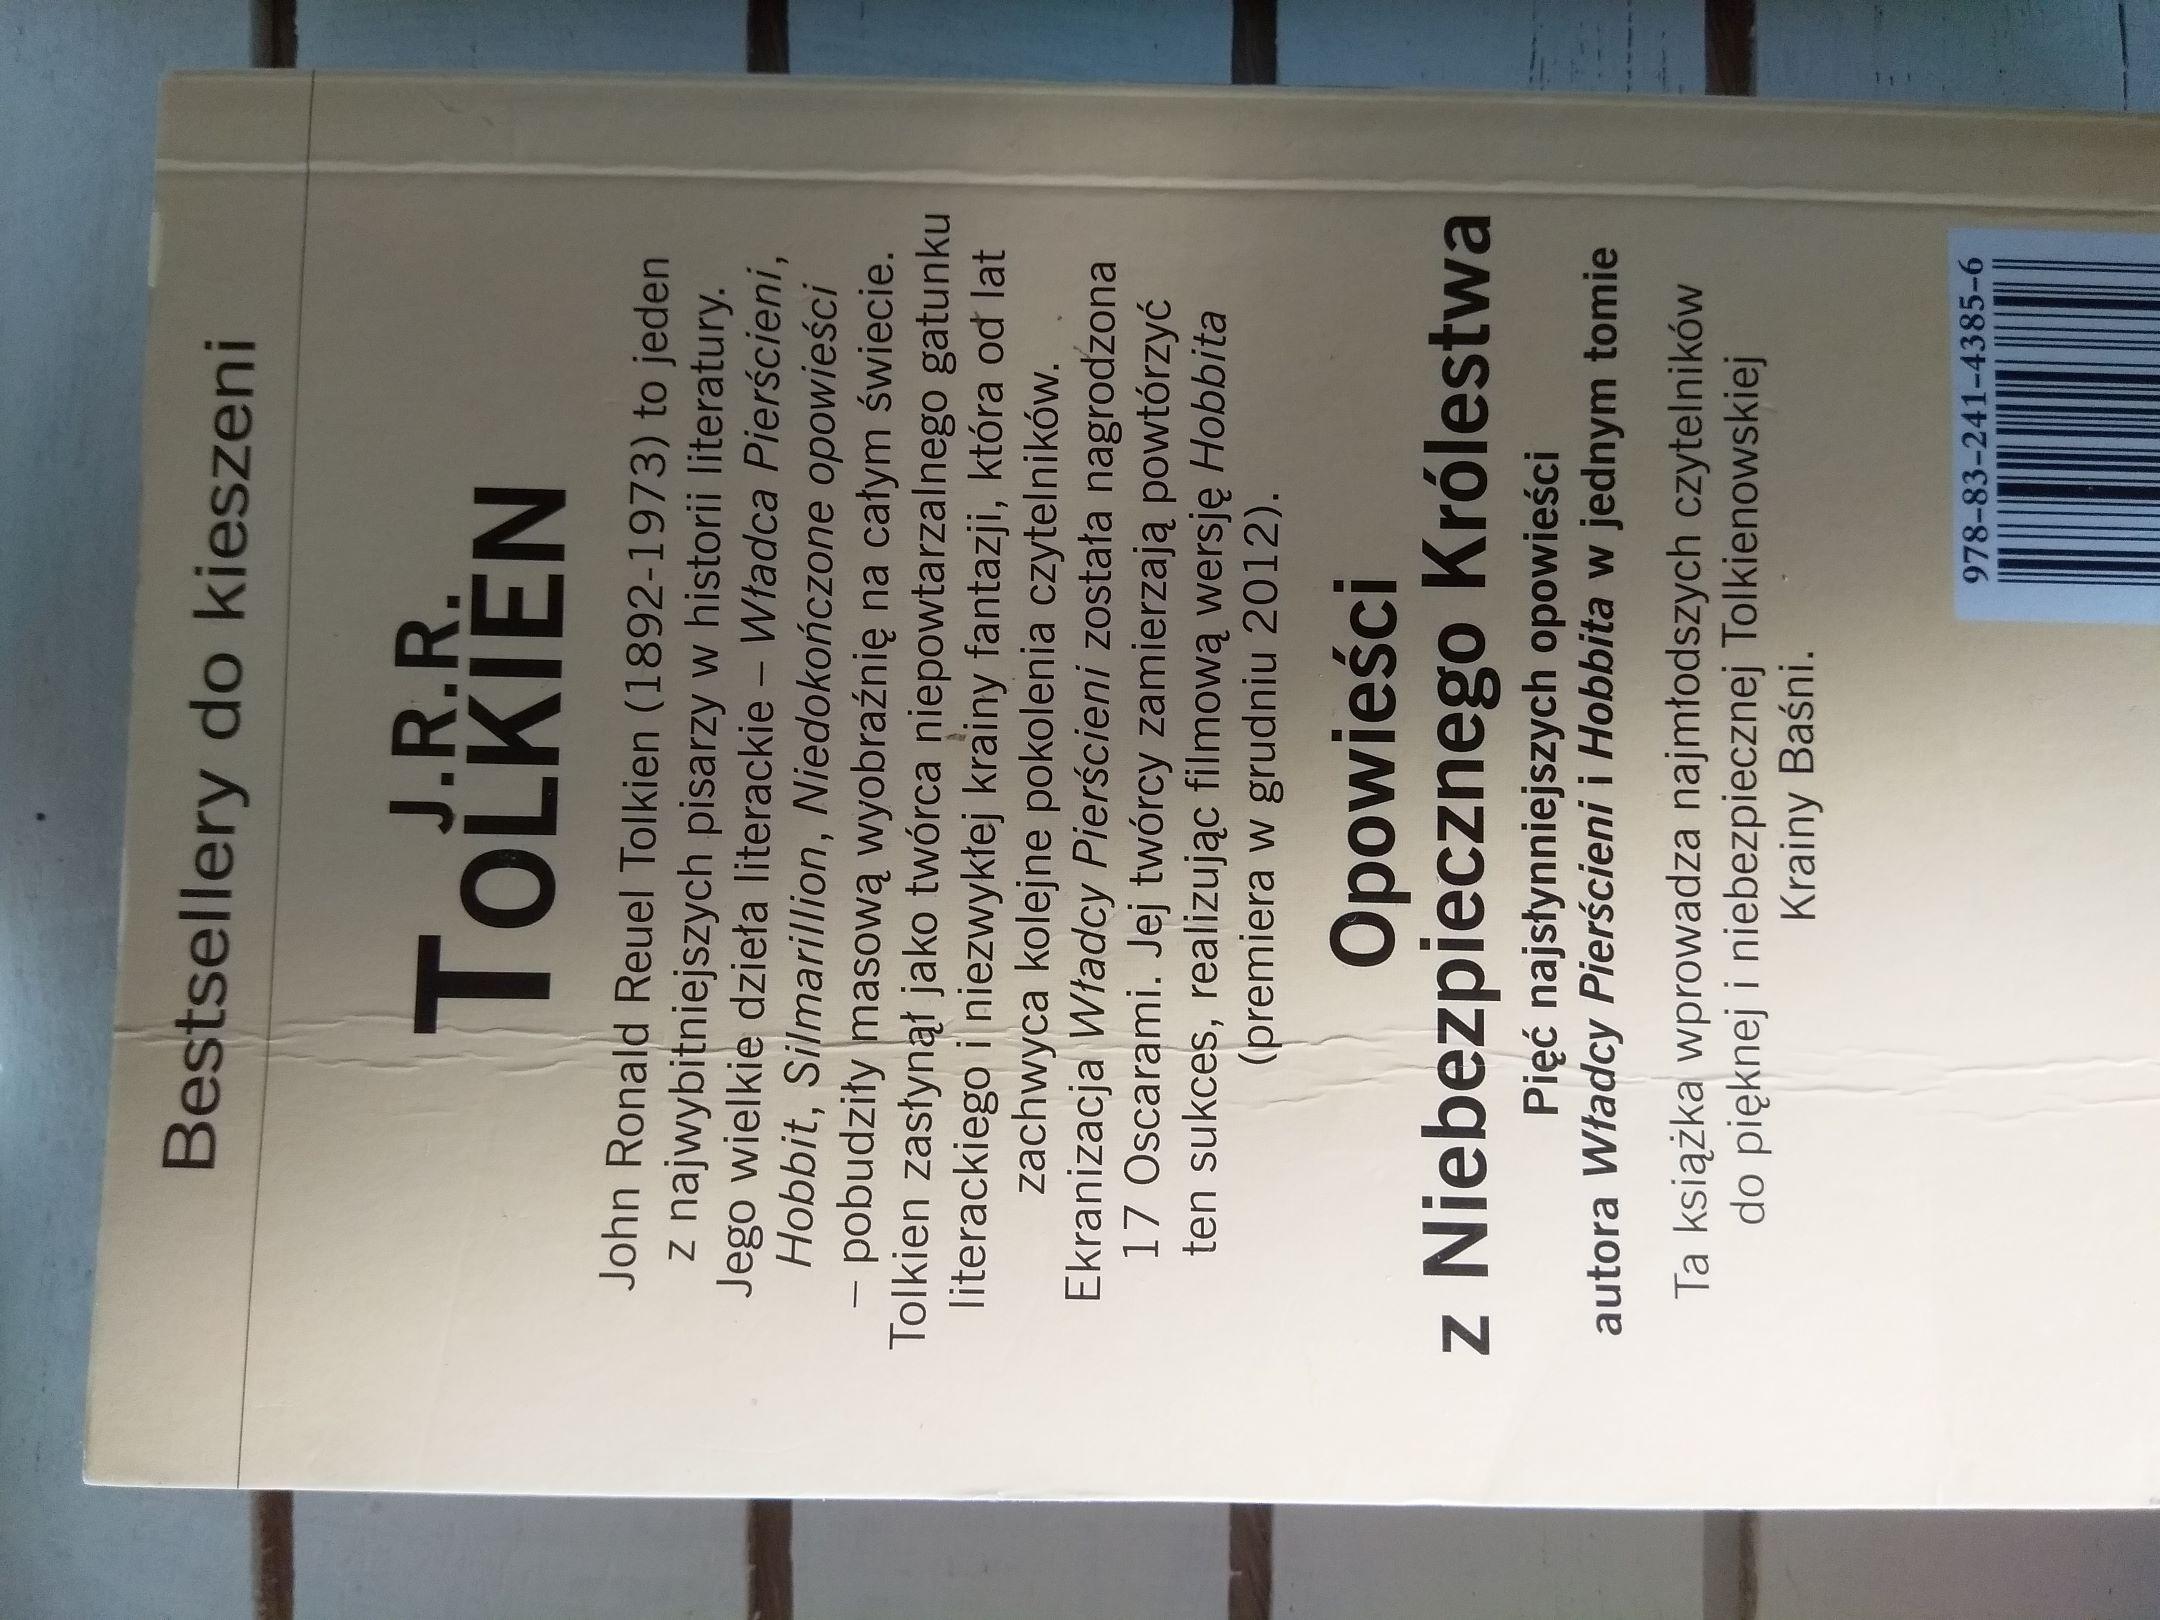 Bestsellery do kieszeni
J.R.R.
TOLKIEN
John Ronald Reuel Tolkien (1892-1973) to jeden
z najwybitniejszych pisarzy w historii literatury.
Jego wielkie dzieła literackie – Władca Pierścieni,
Hobbit, Silmarillion, Niedokończone opowieści
– pobudziły masową wyobraźnię na całym świecie.
Tolkien zasłynął jako twórca niepowtarzalnego gatunku
literackiego i niezwykłej krainy fantazji, która od lat
zachwyca kolejne pokolenia czytelników.
Ekranizacja Władcy Pierścieni została nagrodzona
17 Oscarami. Jej twórcy zamierzają powtórzyć
ten sukces, realizując filmową wersję Hobbita
(premiera w grudniu 2012).
Opowieści
z Niebezpiecznego Królestwa
Pięć najsłynniejszych opowieści
autora Władcy Pierścieni i Hobbita w jednym tomie
Ta książka wprowadza najmłodszych czytelników
do pięknej i niebezpiecznej Tolkienowskiej
Krainy Baśni.
978-83-241-4385-6